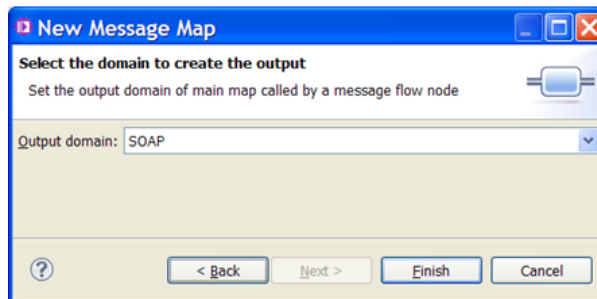 New Message Map
Select the domain to create the output
Set the output domain of main map called by a message flow node
Output domain: SOAP
?
< Back Next > Finish Cancel